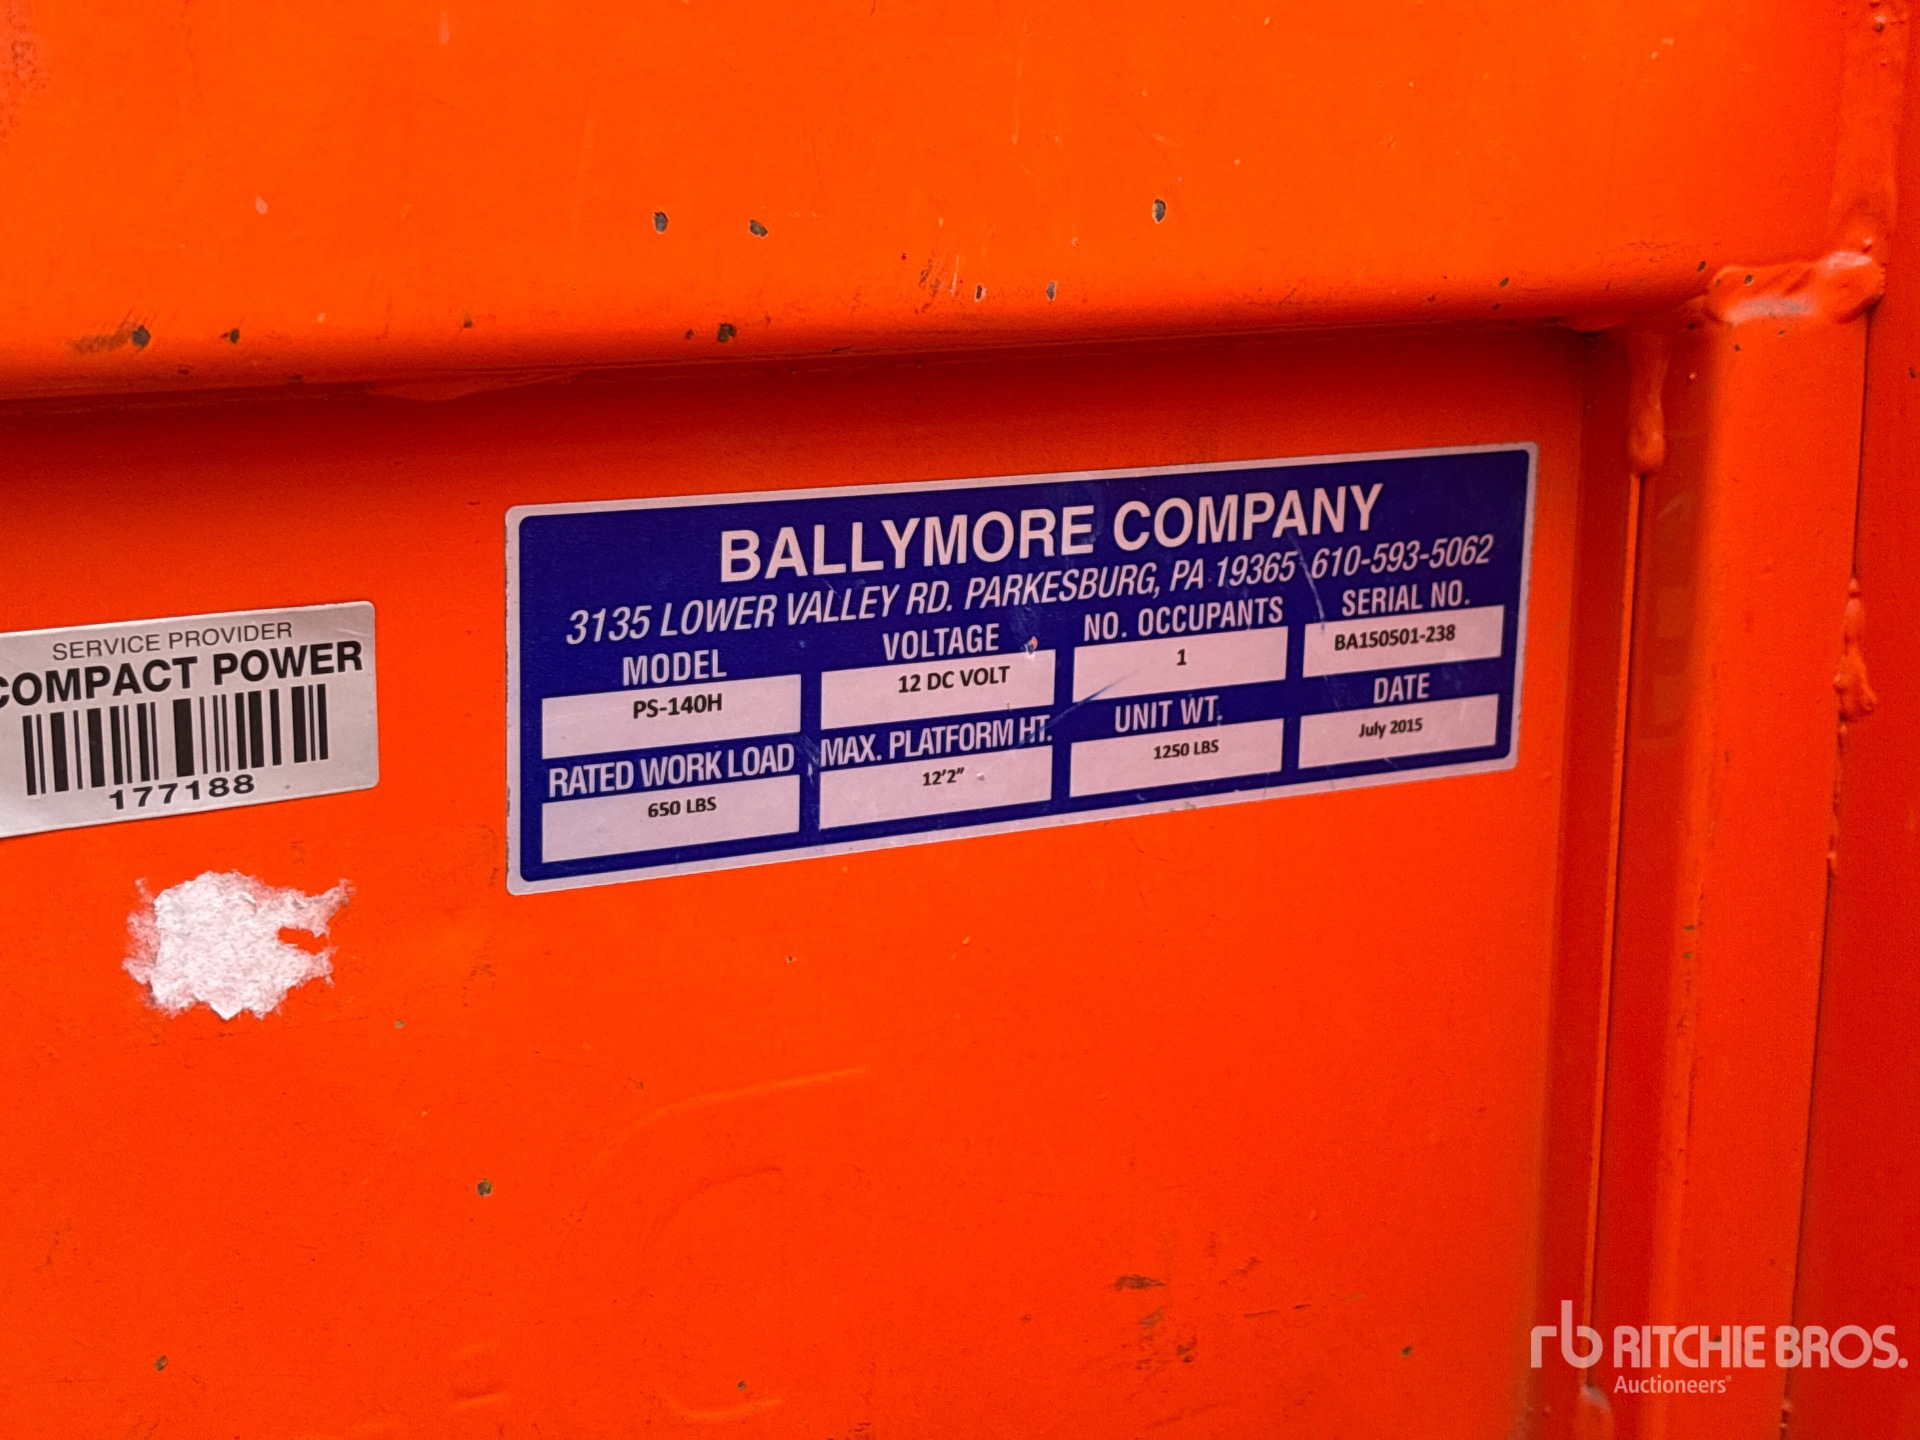 SERVICE PROVIDER
COMPACT POWER
177188
BALLYMORE COMPANY
3135 LOWER VALLEY RD. PARKESBURG, PA 19365 610-593-5062
MODEL VOLTAGE NO. OCCUPANTS SERIAL NO.
PS-140H 12 DC VOLT 1 BA150501-238
RATED WORK LOAD MAX. PLATFORM HT. UNIT WT. DATE
650 LBS 12'2" 1250 LBS July 2015
rb RITCHIE BROS.
Auctioneers